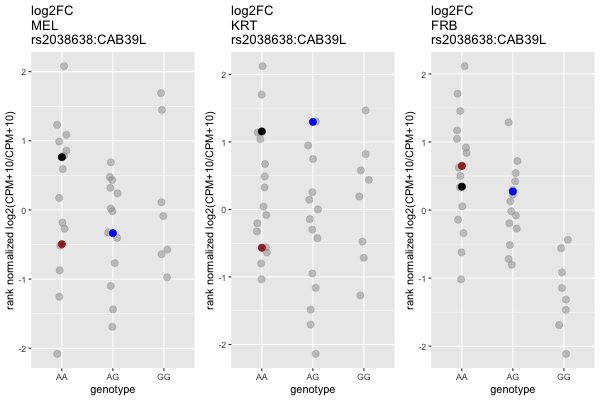 log2FC
MEL
rs2038638:CAB39L
rank normalized log2(CPM+10/CPM+10)
2
1
0
-1
-2
AA
AG
GG
genotype
log2FC
KRT
rs2038638:CAB39L
rank normalized log2(CPM+10/CPM+10)
2
1
0
-1
-2
AA
AG
GG
genotype
log2FC
FRB
rs2038638:CAB39L
rank normalized log2(CPM+10/CPM+10)
2
1
0
-1
-2
AA
AG
GG
genotype